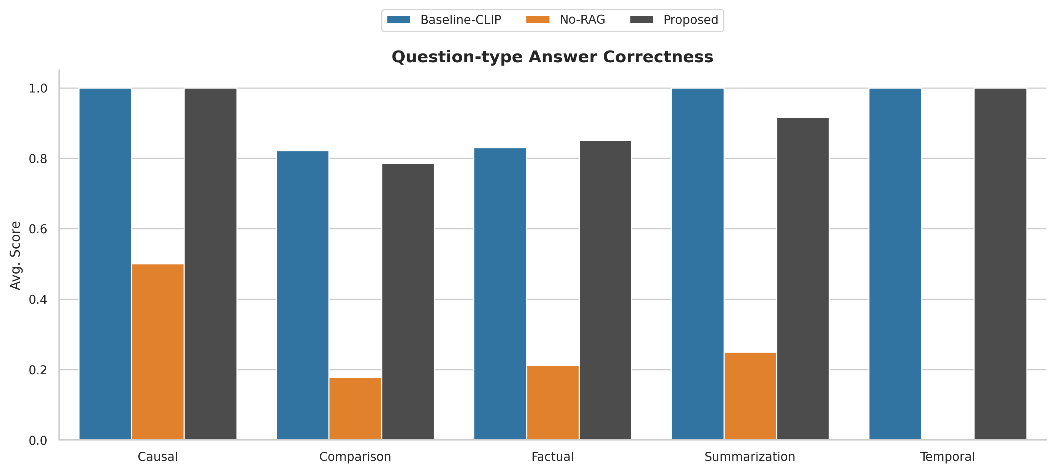 Baseline-CLIP No-RAG Proposed
Question-type Answer Correctness
Avg. Score
1.0
0.8
0.6
0.4
0.2
0.0
Causal Comparison Factual Summarization Temporal